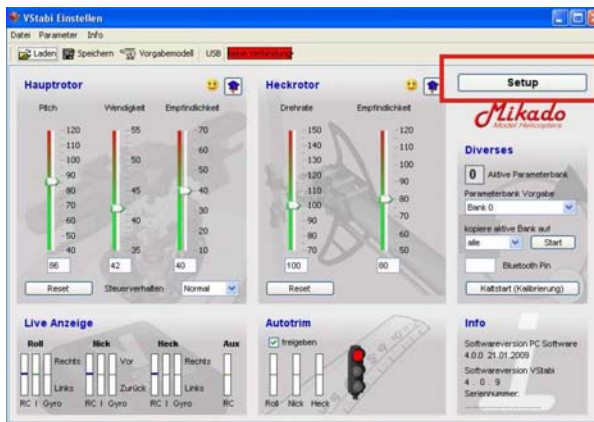 VStabi Einstellen
Datei Parameter Info
Laden Speichern Vorgabemodell USB keine Verbindung
Hauptrotor
Pitch Wendigkeit Empfindlichkeit
120 55 70
110
100 50 60
90 50
80 45 40
70 30
60 40 20
50
40 35 10
86 42 40
Reset Steuerverhalten Normal
Heckrotor
Drehrate Empfindlichkeit
150 120
140 110
130 100
120
110 90
100 80
90 70
80 60
70 50
100 80
Reset
Setup
Mikado
Model Helicopters
Diverses
0 Aktive Parameterbank
Parameterbank Vorgabe
Bank 0
kopiere aktive Bank auf
alle Start
Bluetooth Pin
Kaltstart (Kalibrierung)
Live Anzeige
Roll Nick Heck Aux
Rechts Vor Rechts
Links Zurück Links
RC I Gyro RC I Gyro RC I Gyro RC
Autotrim
freigeben
Roll Nick Heck
Info
Softwareversion PC Software
4.0.0 21.01.2009
Softwareversion VStabi
4 . 0 . 9
Seriennummer: